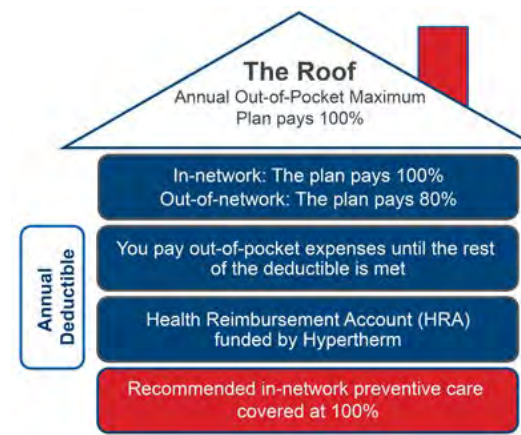 The Roof
Annual Out-of-Pocket Maximum
Plan pays 100%
In-network: The plan pays 100%
Out-of-network: The plan pays 80%
Annual
Deductible
You pay out-of-pocket expenses until the rest
of the deductible is met
Health Reimbursement Account (HRA)
funded by Hypertherm
Recommended in-network preventive care
covered at 100%